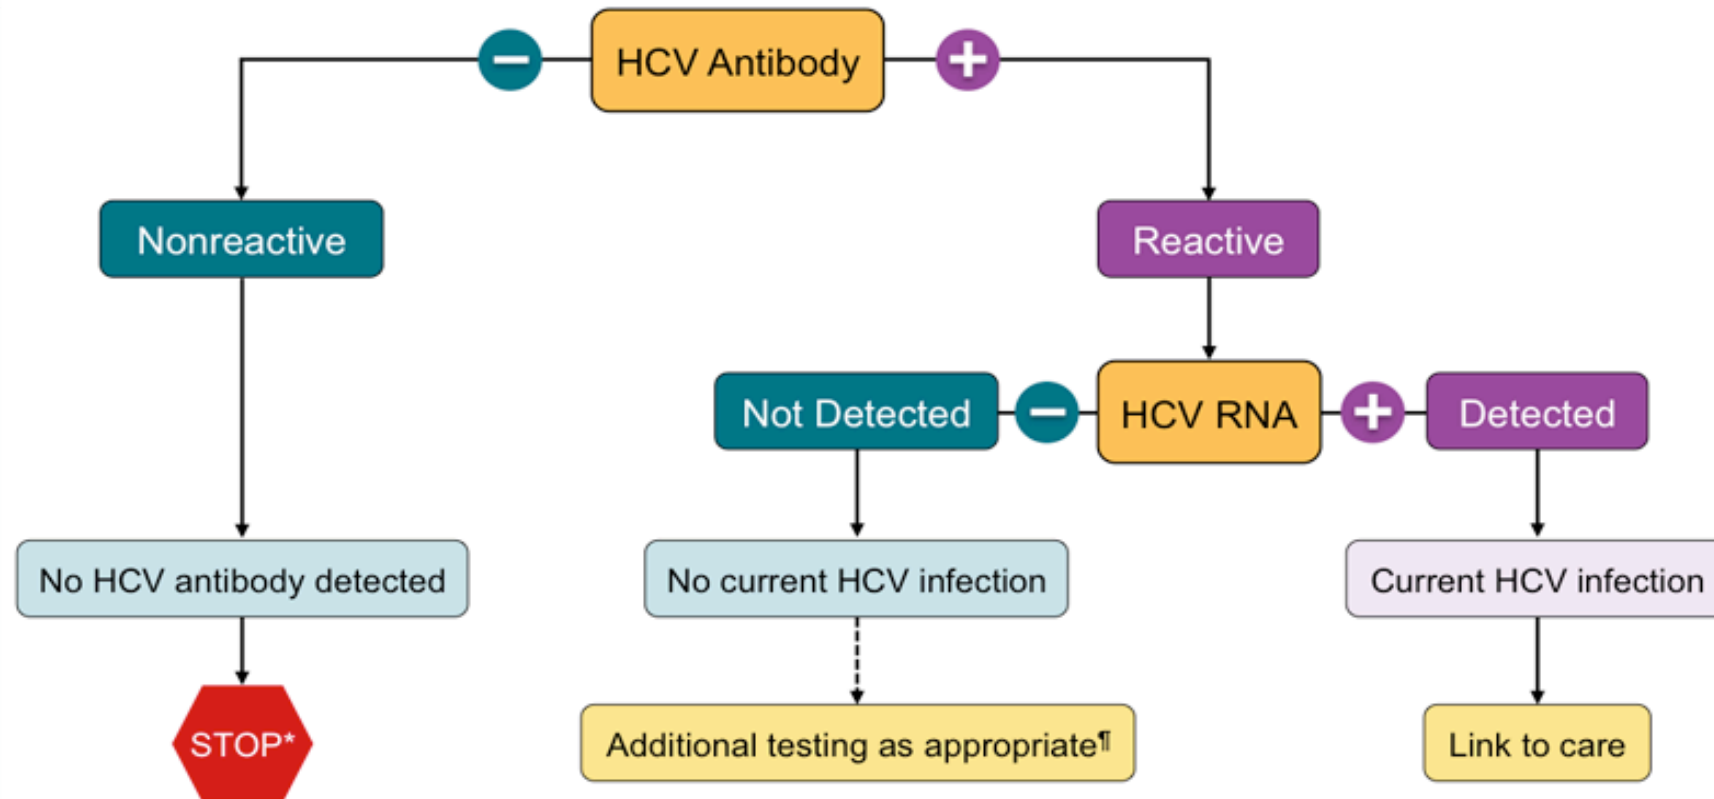 HCV Antibody
Nonreactive
Reactive
Not Detected
HCV RNA
Detected
No HCV antibody detected
No current HCV infection
Current HCV infection
STOP*
Additional testing as appropriate¶
Link to care